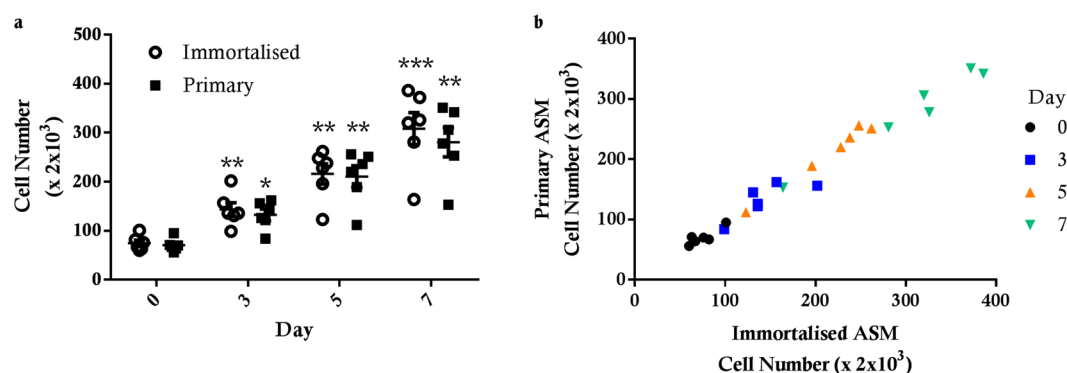 a
500
400
300
200
100
0
Cell Number
(x 2x10³)
Immortalised
Primary
**
*
**
**
***
**
0
3
5
7
Day
b
400
300
200
100
0
Primary ASM
Cell Number (x 2x10³)
0
100
200
300
400
Immortalised ASM
Cell Number (x 2x10³)
Day
0
3
5
7